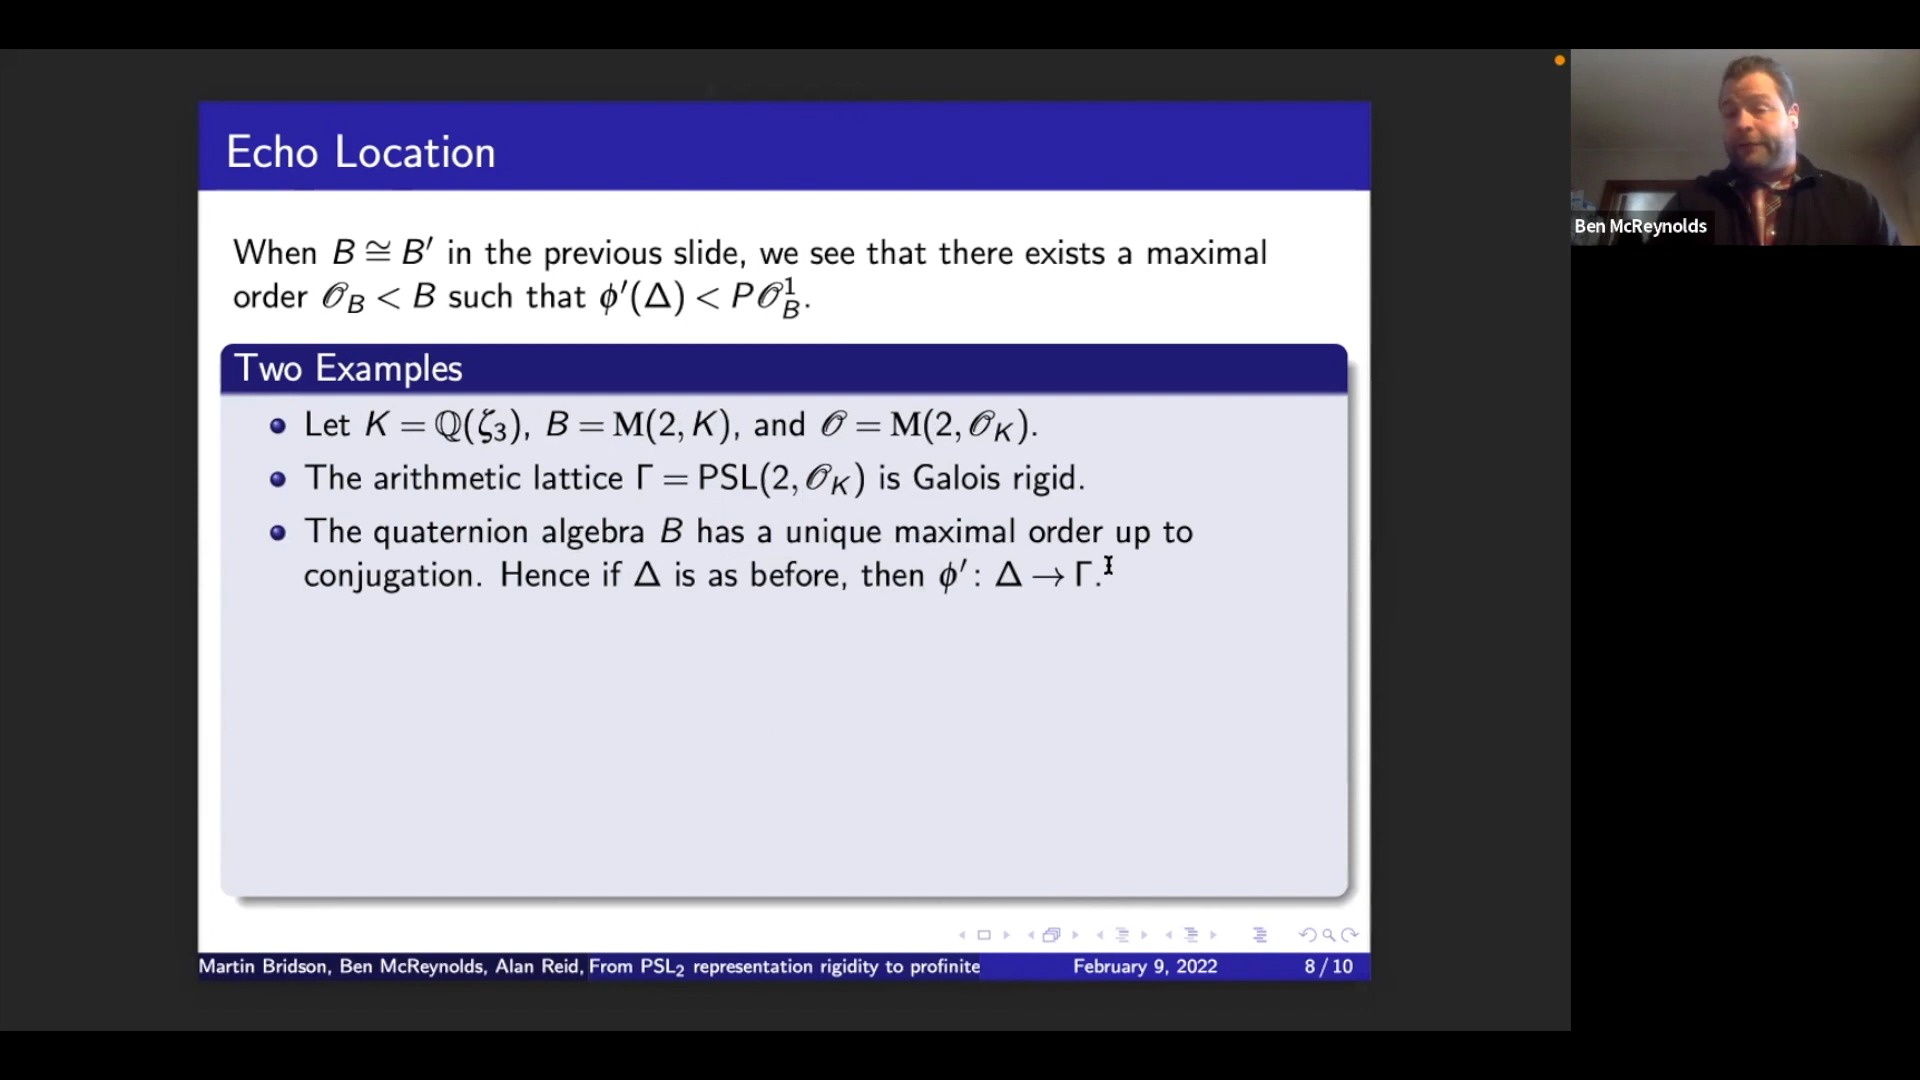 Echo Location
Ben McReynolds
When B ≅ B′ in the previous slide, we see that there exists a maximal
order 𝒪_B < B such that ϕ′(Δ) < P𝒪_B^1.
Two Examples
Let K = ℚ(ζ₃), B = M(2, K), and 𝒪 = M(2, 𝒪_K).
The arithmetic lattice Γ = PSL(2, 𝒪_K) is Galois rigid.
The quaternion algebra B has a unique maximal order up to
conjugation. Hence if Δ is as before, then ϕ′: Δ → Γ.
Martin Bridson, Ben McReynolds, Alan Reid, From PSL₂ representation rigidity to profinite February 9, 2022 8 / 10